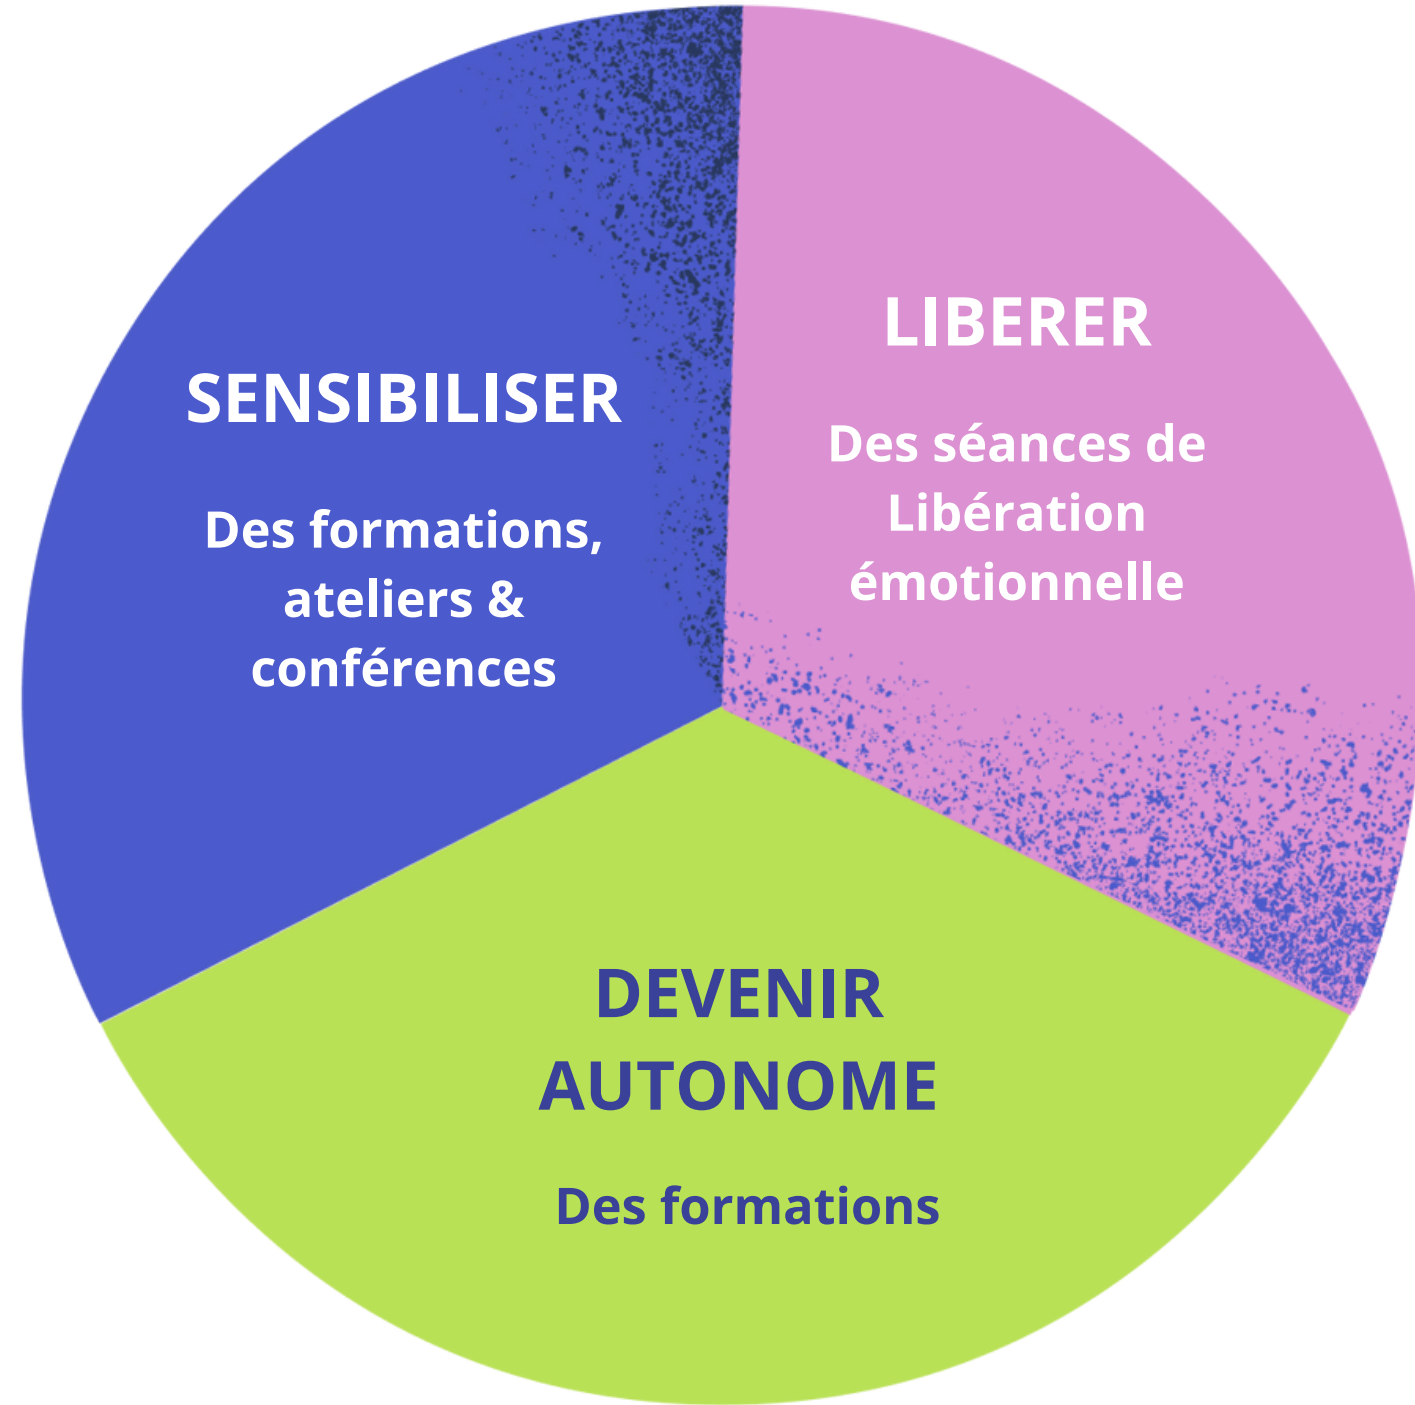 SENSIBILISER
Des formations,
ateliers &
conférences
LIBERER
Des séances de
Libération
émotionnelle
DEVENIR
AUTONOME
Des formations